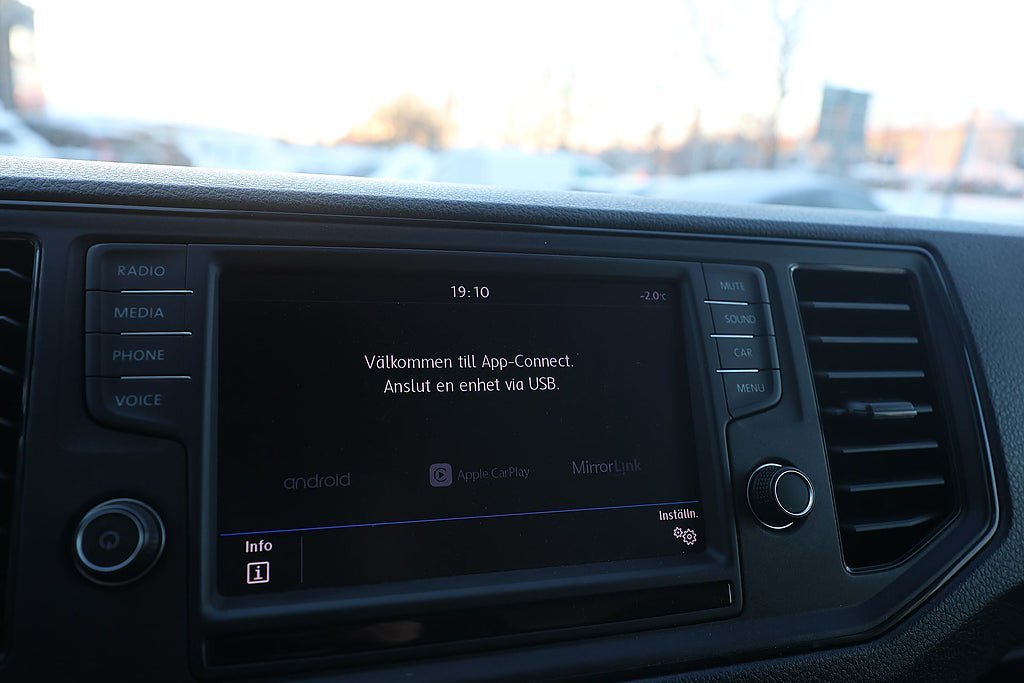 RADIO
MEDIA
PHONE
VOICE
19:10
-2.0°C
Välkommen till App-Connect.
Anslut en enhet via USB.
android
Apple CarPlay
MirrorLink
Inställn.
Info
i
MUTE
SOUND
CAR
MENU